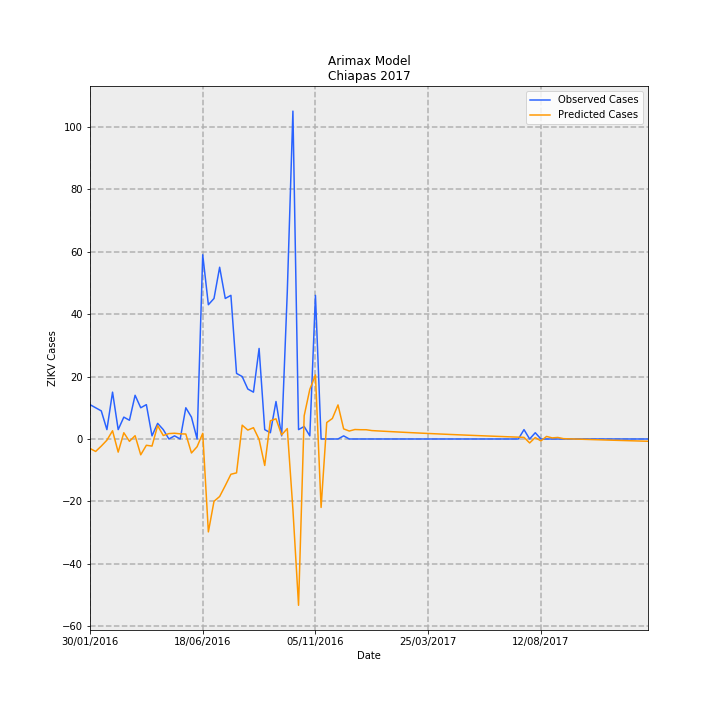 Arimax Model
Chiapas 2017
Observed Cases
Predicted Cases
ZIKV Cases
100
80
60
40
20
0
−20
−40
−60
30/01/2016
18/06/2016
05/11/2016
25/03/2017
12/08/2017
Date